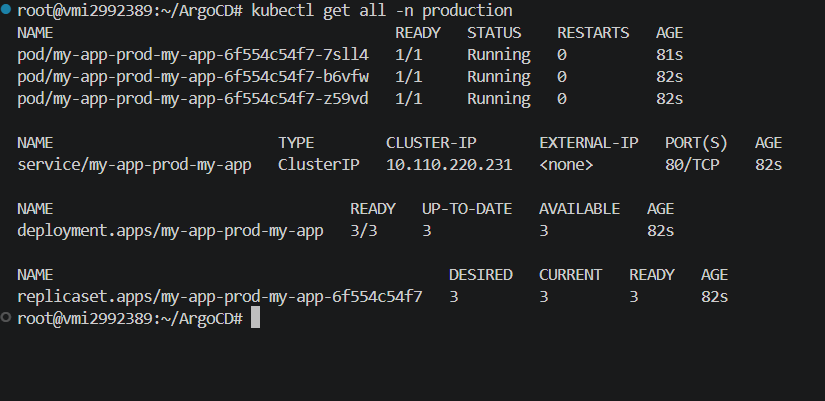 root@vmi2992389:~/ArgoCD# kubectl get all -n production
NAME READY STATUS RESTARTS AGE
pod/my-app-prod-my-app-6f554c54f7-7sll4 1/1 Running 0 81s
pod/my-app-prod-my-app-6f554c54f7-b6vfw 1/1 Running 0 82s
pod/my-app-prod-my-app-6f554c54f7-z59vd 1/1 Running 0 82s
NAME TYPE CLUSTER-IP EXTERNAL-IP PORT(S) AGE
service/my-app-prod-my-app ClusterIP 10.110.220.231 <none> 80/TCP 82s
NAME READY UP-TO-DATE AVAILABLE AGE
deployment.apps/my-app-prod-my-app 3/3 3 3 82s
NAME DESIRED CURRENT READY AGE
replicaset.apps/my-app-prod-my-app-6f554c54f7 3 3 3 82s
root@vmi2992389:~/ArgoCD#